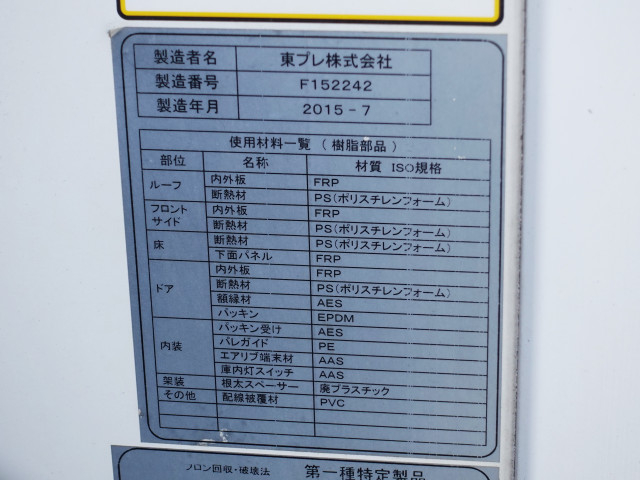 製造者名 東プレ株式会社
製造番号 F152242
製造年月 2015-7
使用材料一覧（樹脂部品）
部位 名称 材質 ISO規格
ルーフ 内外板 FRP
断熱材 PS(ポリスチレンフォーム)
フロント サイド 内外板 FRP
断熱材 PS(ポリスチレンフォーム)
床 断熱材 PS(ポリスチレンフォーム)
下面パネル FRP
ドア 内外板 FRP
断熱材 PS(ポリスチレンフォーム)
額縁材 AES
パッキン EPDM
内装 パッキン受け AES
パレガイド PE
エアリブ端末材 AAS
庫内灯スイッチ AAS
架装 根太スペーサー 廃プラスチック
その他 配線被覆材 PVC
フロン回収・破壊法 第一種特定製品